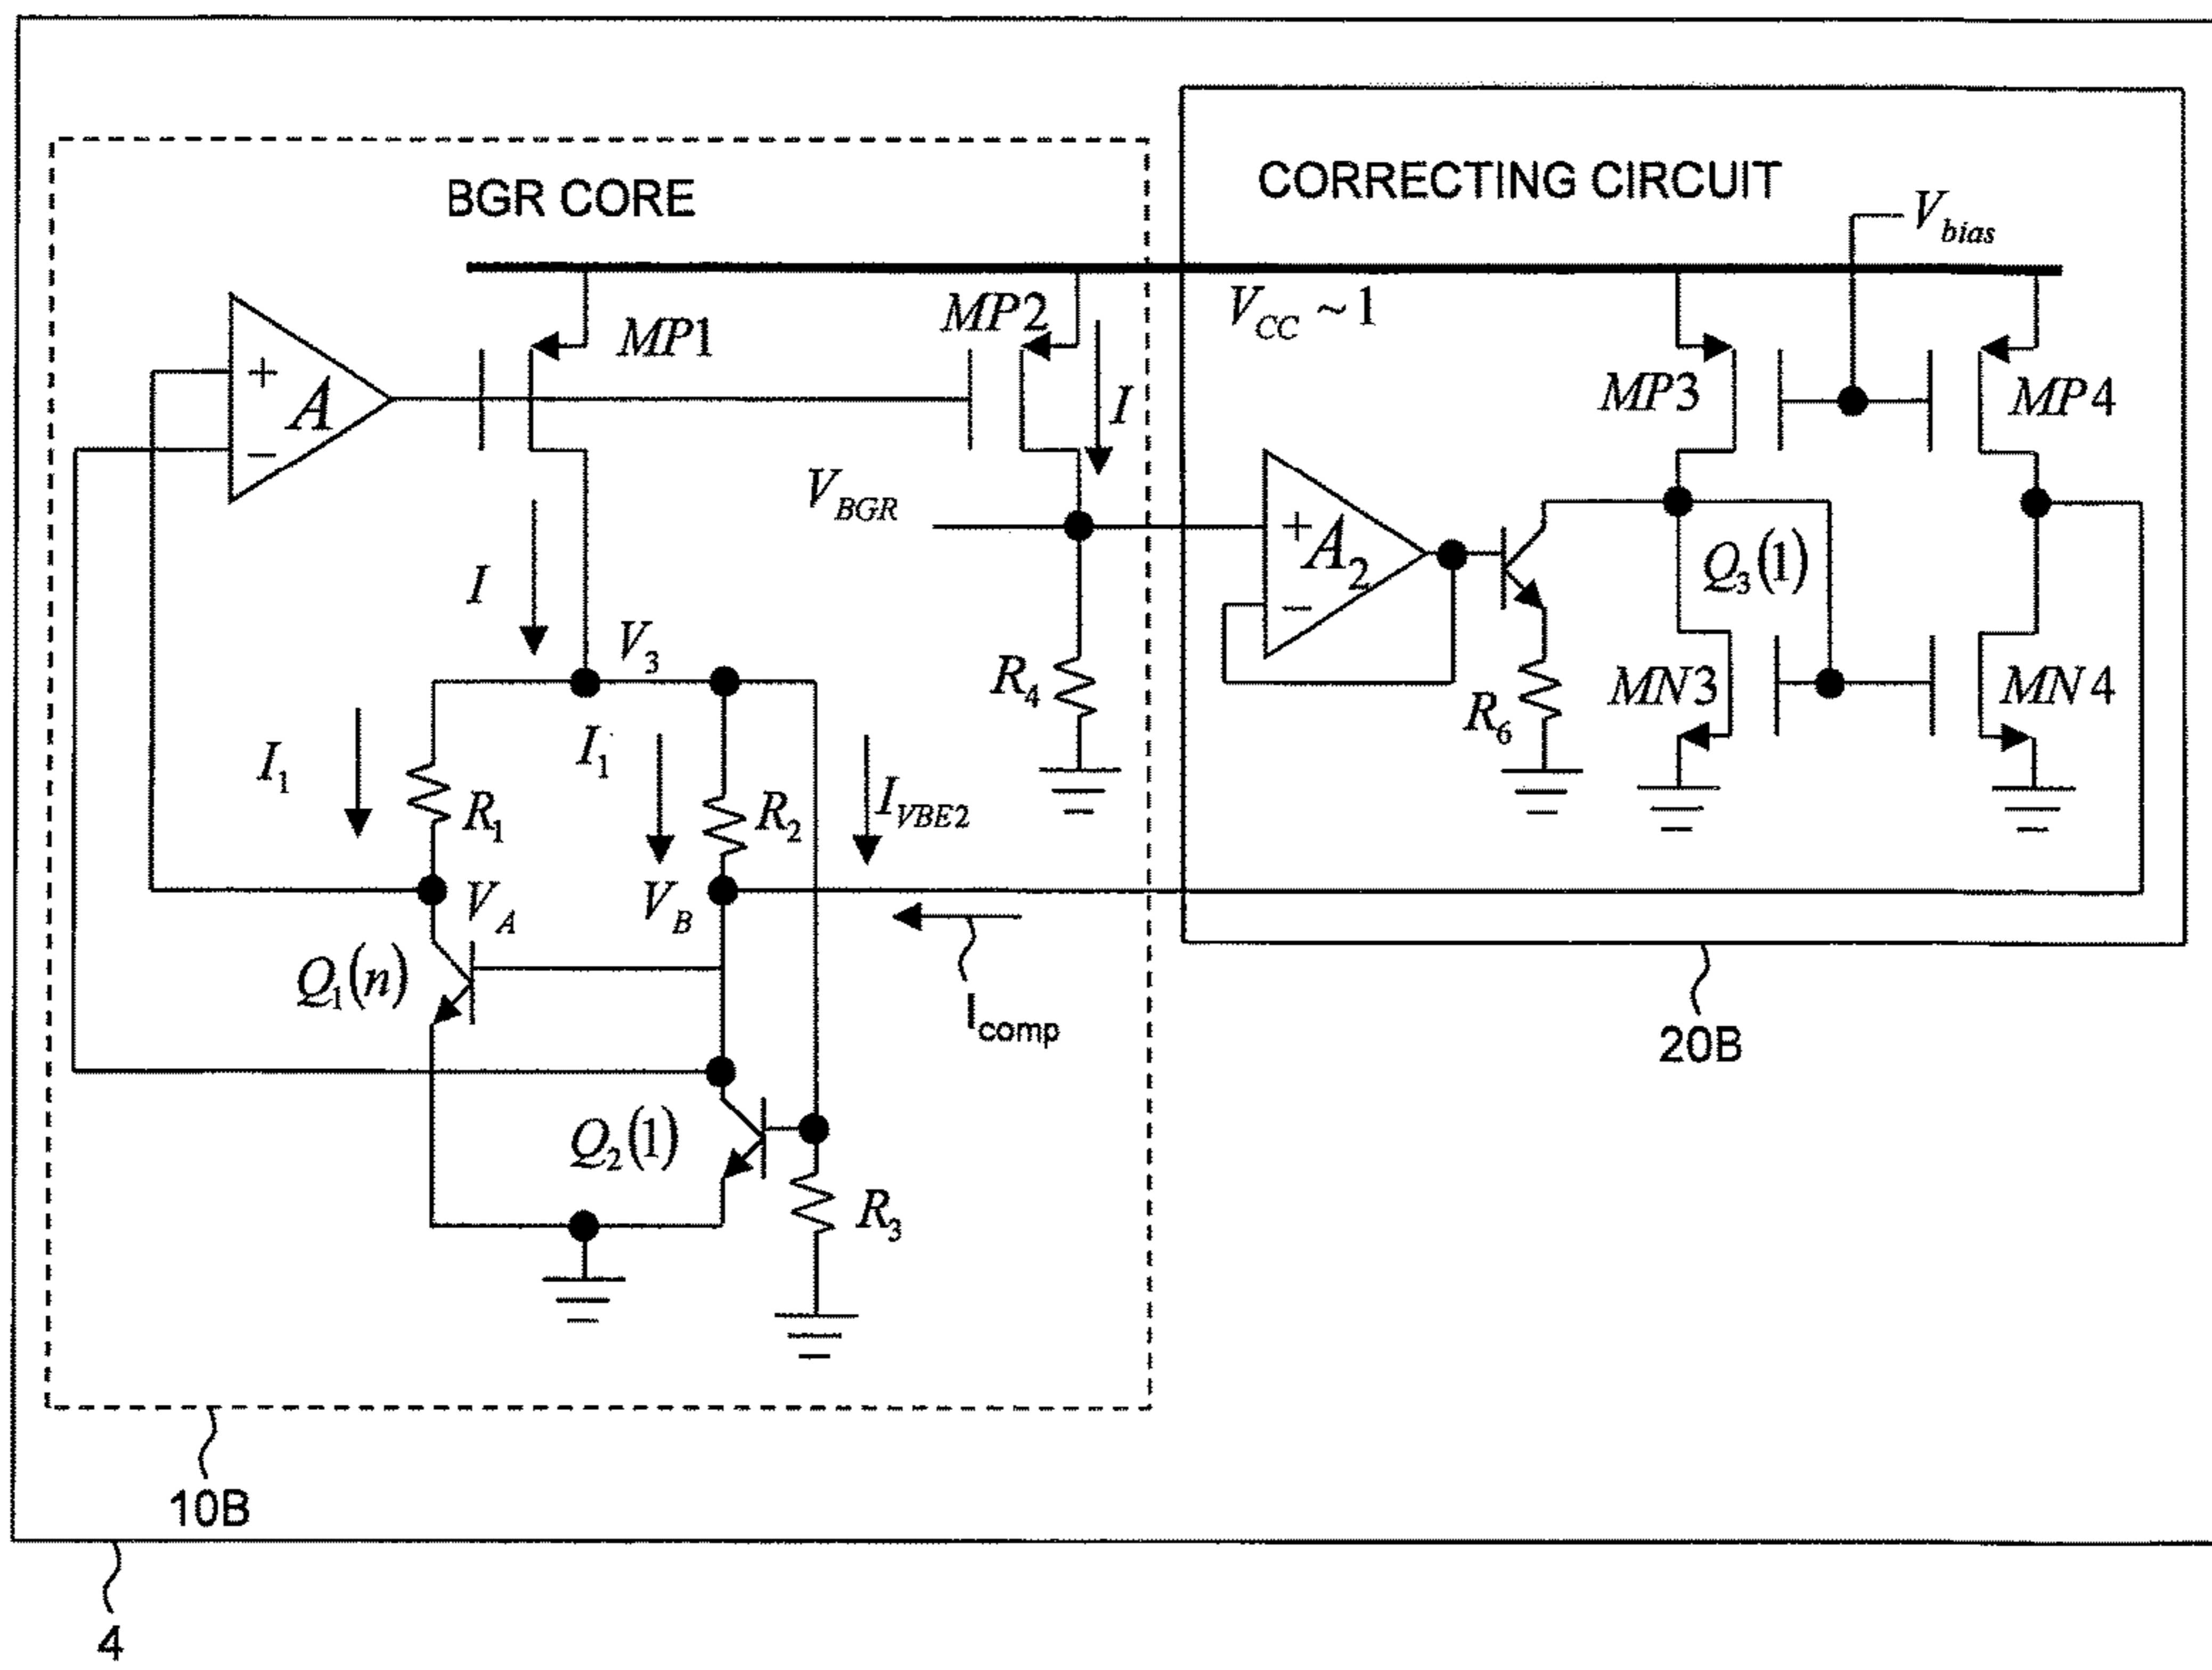 BGR CORE
CORRECTING CIRCUIT
V_bias
MP1
MP2
V_CC ~ 1
MP3
MP4
+
A
−
I
V_BGR
+
A_2
−
Q_3(1)
I
V_3
R_4
R_6
MN3
MN4
I_1
R_1
I_1
R_2
I_VBE2
V_A
V_B
Q_1(n)
I_comp
20B
Q_2(1)
R_3
10B
4